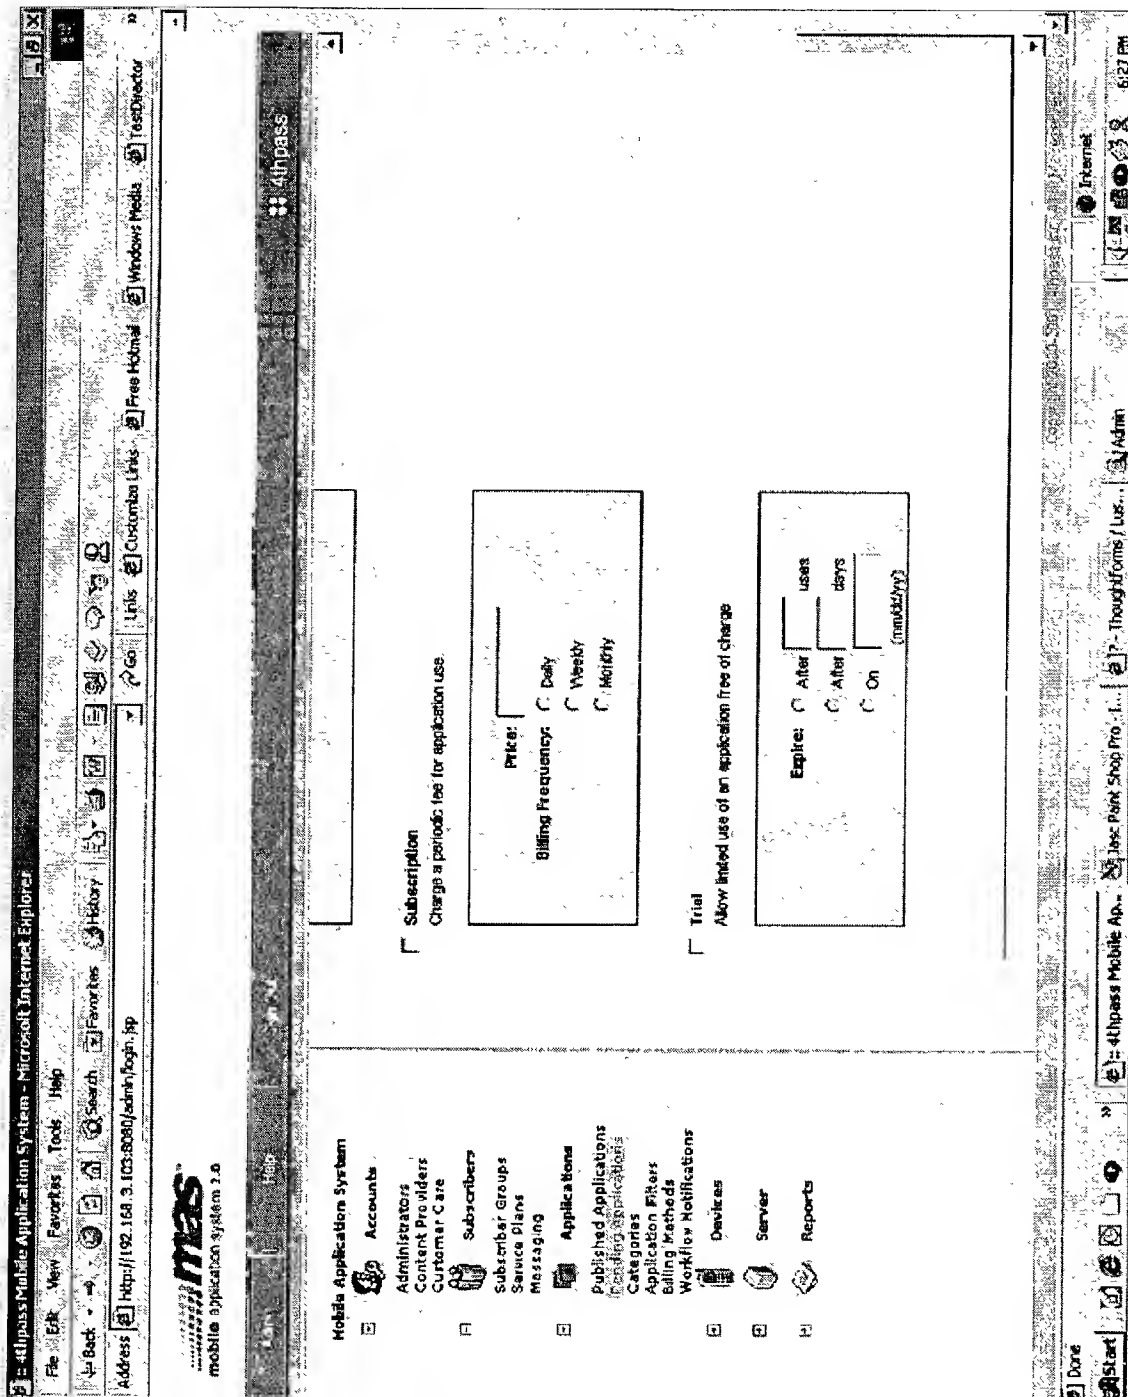 4thpass Mobile Application System - Microsoft Internet Explorer
File Edit View Favorites Tools Help
Back Search Favorites History
Address http://192.168.3.103:8080/admin/login.jsp Go Links Customize Links Free Hotmail Windows Media TestDirector
mas
mobile application system 2.0
Help
4thpass
Mobile Application System
Accounts
Administrators
Content Providers
Customer Care
Subscribers
Subscriber Groups
Service Plans
Messaging
Applications
Published Applications
Pending Applications
Categories
Application Filters
Billing Methods
Workflow Notifications
Devices
Server
Reports
Subscription
Charge a periodic fee for application use.
Price:
Billing Frequency: Daily
Weekly
Monthly
Trial
Allow limited use of an application free of charge
Expire: After uses
After days
On
(mm/dd/yy)
Done
Internet
Start 4thpass Mobile Ap... Jasc Paint Shop Pro - I... ?- Thoughtforms / Lus... Admin 6:27 PM